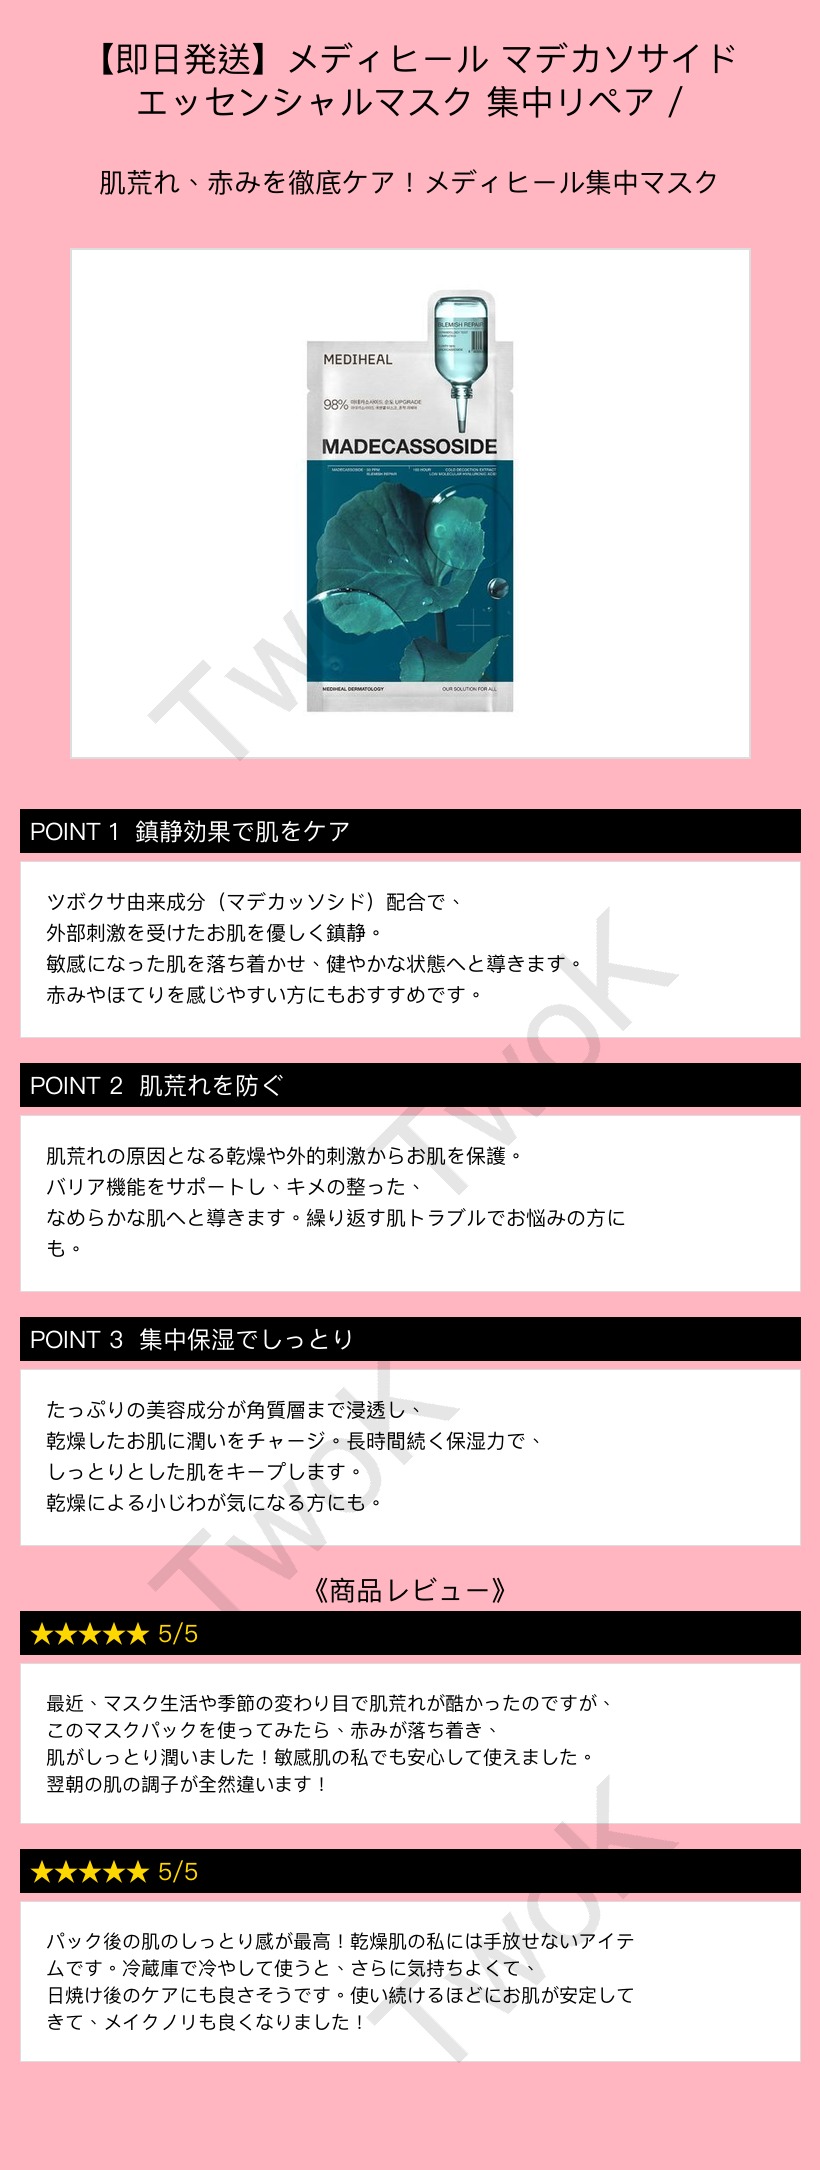 【即日発送】メディヒール マデカソサイド
エッセンシャルマスク 集中リペア /
肌荒れ、赤みを徹底ケア！メディヒール集中マスク
BLEMISH REPAIR
MEDIHEAL
98% 마데카소사이드 순도 UPGRADE
MADECASSOSIDE
MEDIHEAL DERMATOLOGY
OUR SOLUTION FOR ALL
TwoK
POINT 1 鎮静効果で肌をケア
ツボクサ由来成分（マデカッソシド）配合で、
外部刺激を受けたお肌を優しく鎮静。
敏感になった肌を落ち着かせ、健やかな状態へと導きます。
赤みやほてりを感じやすい方にもおすすめです。
TwoK
POINT 2 肌荒れを防ぐ
肌荒れの原因となる乾燥や外的刺激からお肌を保護。
バリア機能をサポートし、キメの整った、
なめらかな肌へと導きます。繰り返す肌トラブルでお悩みの方に
も。
POINT 3 集中保湿でしっとり
たっぷりの美容成分が角質層まで浸透し、
乾燥したお肌に潤いをチャージ。長時間続く保湿力で、
しっとりとした肌をキープします。
乾燥による小じわが気になる方にも。
TwoK
《商品レビュー》
★★★★★ 5/5
最近、マスク生活や季節の変わり目で肌荒れが酷かったのですが、
このマスクパックを使ってみたら、赤みが落ち着き、
肌がしっとり潤いました！敏感肌の私でも安心して使えました。
翌朝の肌の調子が全然違います！
★★★★★ 5/5
パック後の肌のしっとり感が最高！乾燥肌の私には手放せないアイテ
ムです。冷蔵庫で冷やして使うと、さらに気持ちよくて、
日焼け後のケアにも良さそうです。使い続けるほどにお肌が安定して
きて、メイクノリも良くなりました！
TwoK